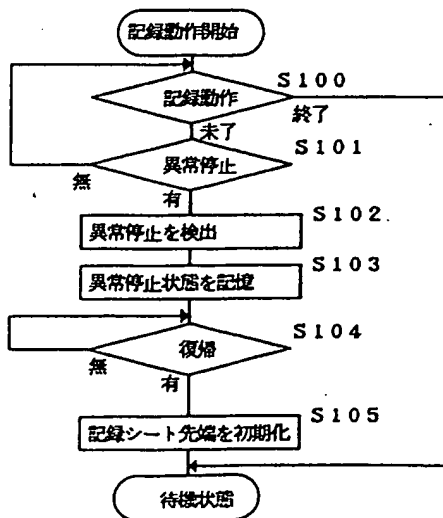 記録動作開始
S100
記録動作
終了
未了
S101
異常停止
無
有
S102
異常停止を検出
S103
異常停止状態を記憶
S104
復帰
無
有
S105
記録シート先端を初期化
待機状態